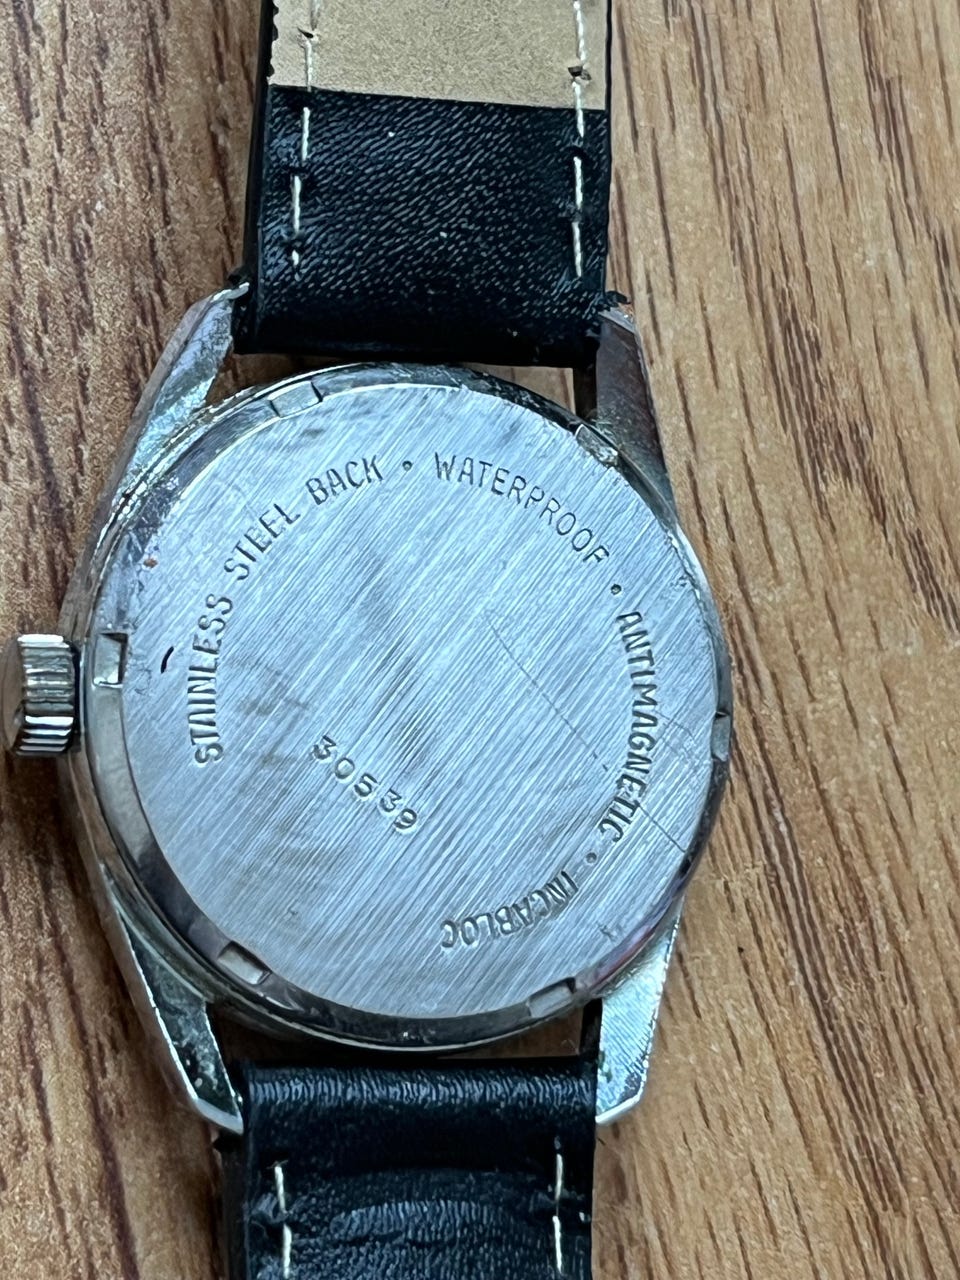 STAINLESS STEEL BACK • WATERPROOF • ANTIMAGNETIC • INCABLOC
30539